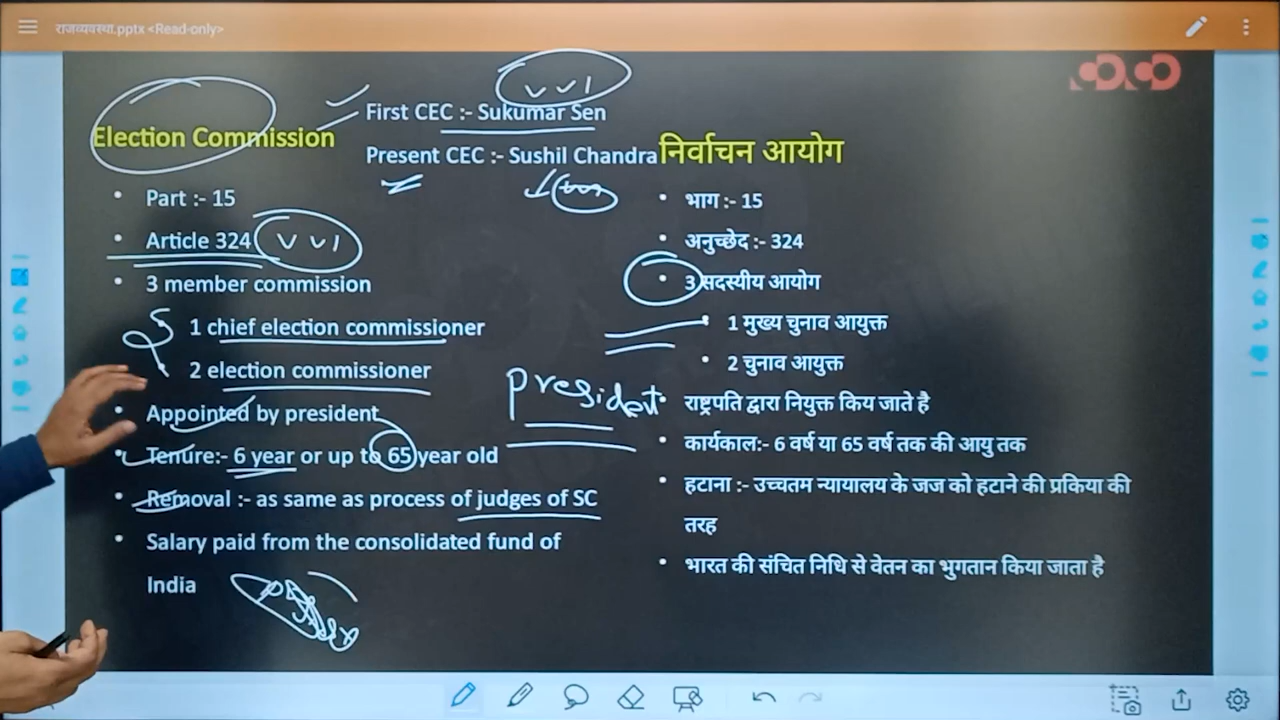 राजव्यवस्था.pptx <Read-only>
V V I
First CEC :- Sukumar Sen
Election Commission
Present CEC :- Sushil Chandra
• Part :- 15
• Article 324 V V I
• 3 member commission
1 chief election commissioner
2 election commissioner
• Appointed by president
• Tenure:- 6 year or up to 65 year old
• Removal :- as same as process of judges of SC
• Salary paid from the consolidated fund of
India
President
निर्वाचन आयोग
• भाग :- 15
• अनुच्छेद :- 324
• 3 सदस्यीय आयोग
• 1 मुख्य चुनाव आयुक्त
• 2 चुनाव आयुक्त
• राष्ट्रपति द्वारा नियुक्त किय जाते है
• कार्यकाल:- 6 वर्ष या 65 वर्ष तक की आयु तक
• हटाना :- उच्चतम न्यायालय के जज को हटाने की प्रकिया की
तरह
• भारत की संचित निधि से वेतन का भुगतान किया जाता है